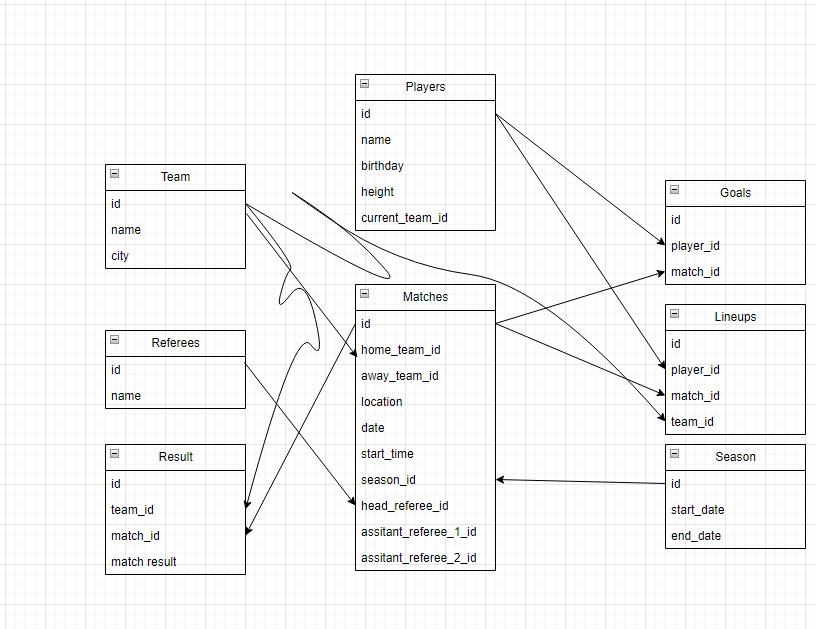 Players
id
name
birthday
height
current_team_id
Team
id
name
city
Goals
id
player_id
match_id
Matches
id
home_team_id
away_team_id
location
date
start_time
season_id
head_referee_id
assitant_referee_1_id
assitant_referee_2_id
Lineups
id
player_id
match_id
team_id
Referees
id
name
Result
id
team_id
match_id
match result
Season
id
start_date
end_date